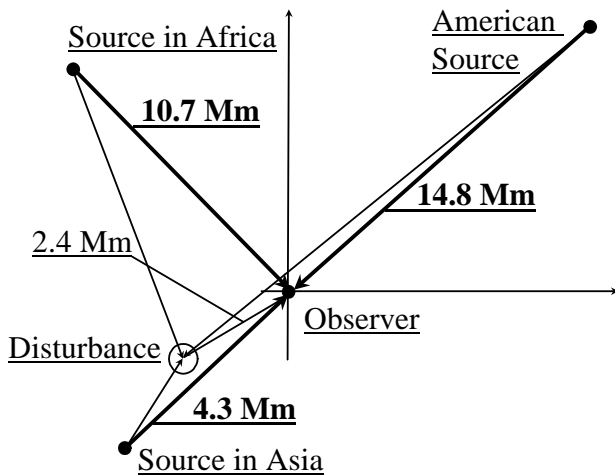 Source in Africa
American
Source
10.7 Mm
14.8 Mm
2.4 Mm
Observer
Disturbance
4.3 Mm
Source in Asia